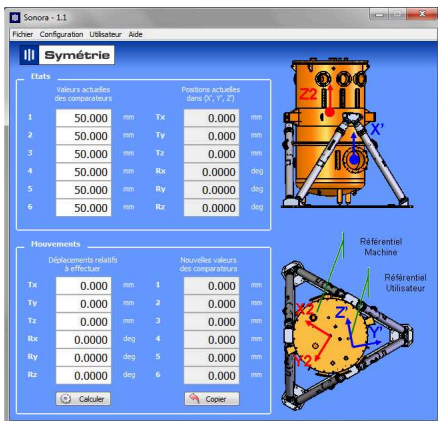 Sonora - 1.1
Fichier Configuration Utilisateur Aide
Symétrie
Etats
Valeurs actuelles
des comparateurs
Positions actuelles
dans (X', Y', Z')
1 50.000 mm Tx 0.000 mm
2 50.000 mm Ty 0.000 mm
3 50.000 mm Tz 0.000 mm
4 50.000 mm Rx 0.0000 deg
5 50.000 mm Ry 0.0000 deg
6 50.000 mm Rz 0.0000 deg
Z2
X'
Mouvements
Déplacements relatifs
à effectuer
Nouvelles valeurs
des comparateurs
Tx 0.000 mm 1 0.000 mm
Ty 0.000 mm 2 0.000 mm
Tz 0.000 mm 3 0.000 mm
Rx 0.0000 deg 4 0.000 mm
Ry 0.0000 deg 5 0.000 mm
Rz 0.0000 deg 6 0.000 mm
Calculer
Copier
Référentiel
Machine
Référentiel
Utilisateur
X2
Z'
Y'
Y2